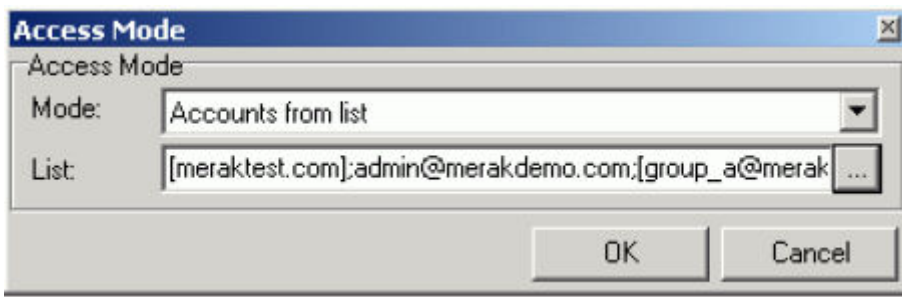 Access Mode
Access Mode
Mode: Accounts from list
List: [meraktest.com];admin@merakdemo.com;[group_a@merak ...
OK Cancel